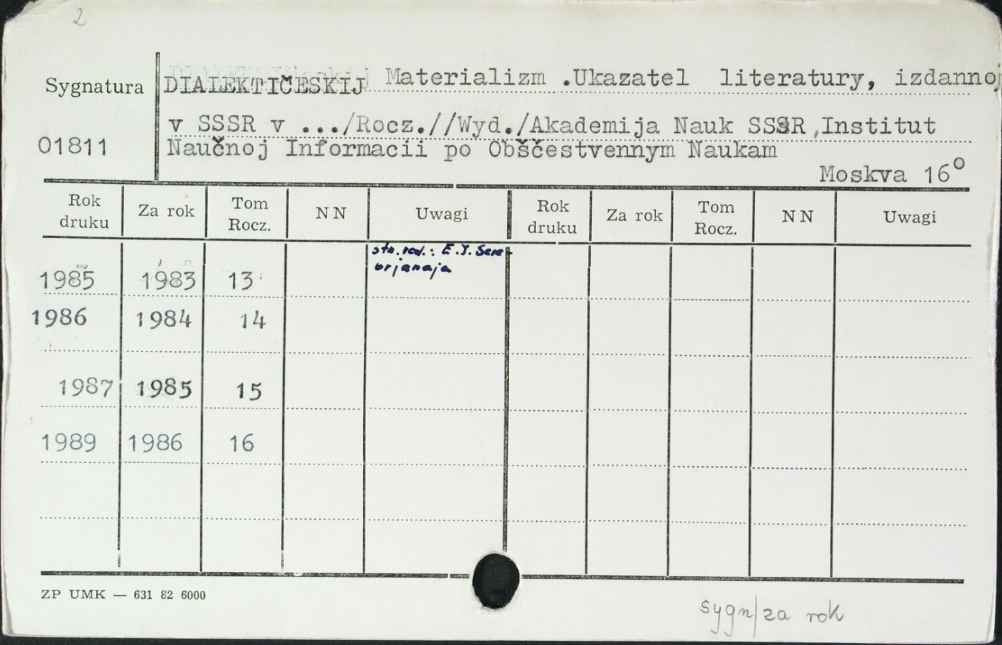 2
Sygnatura
01811
DIALEKTIČESKIJ Materializm .Ukazatel literatury, izdannoj
v SSSR v .../Rocz.//Wyd./Akademija Nauk SSSR,Institut
Naučnoj Informacii po Obščestvennym Naukam
Moskva 16°
Rok druku Za rok Tom Rocz. NN Uwagi Rok druku Za rok Tom Rocz. NN Uwagi
1985 1983 13 sto. red.: E. J. Sere-
brjanaja
1986 1984 14
1987 1985 15
1989 1986 16
ZP UMK — 631 82 6000
sygn/za rok